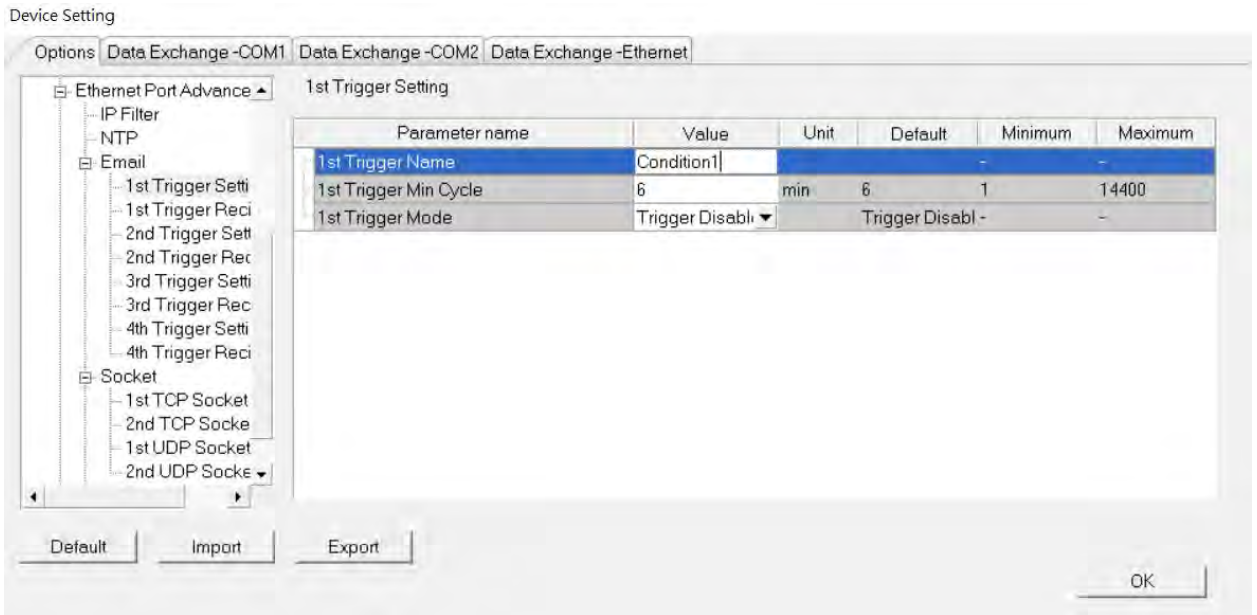 Device Setting
Options Data Exchange -COM1 Data Exchange -COM2 Data Exchange -Ethernet
Ethernet Port Advance
IP Filter
NTP
Email
1st Trigger Setti
1st Trigger Reci
2nd Trigger Sett
2nd Trigger Rec
3rd Trigger Setti
3rd Trigger Rec
4th Trigger Setti
4th Trigger Reci
Socket
1st TCP Socket
2nd TCP Socke
1st UDP Socket
2nd UDP Socke
1st Trigger Setting
Parameter name Value Unit Default Minimum Maximum
1st Trigger Name Condition1 - -
1st Trigger Min Cycle 6 min 6 1 14400
1st Trigger Mode Trigger Disabl Trigger Disabl - -
Default Import Export
OK